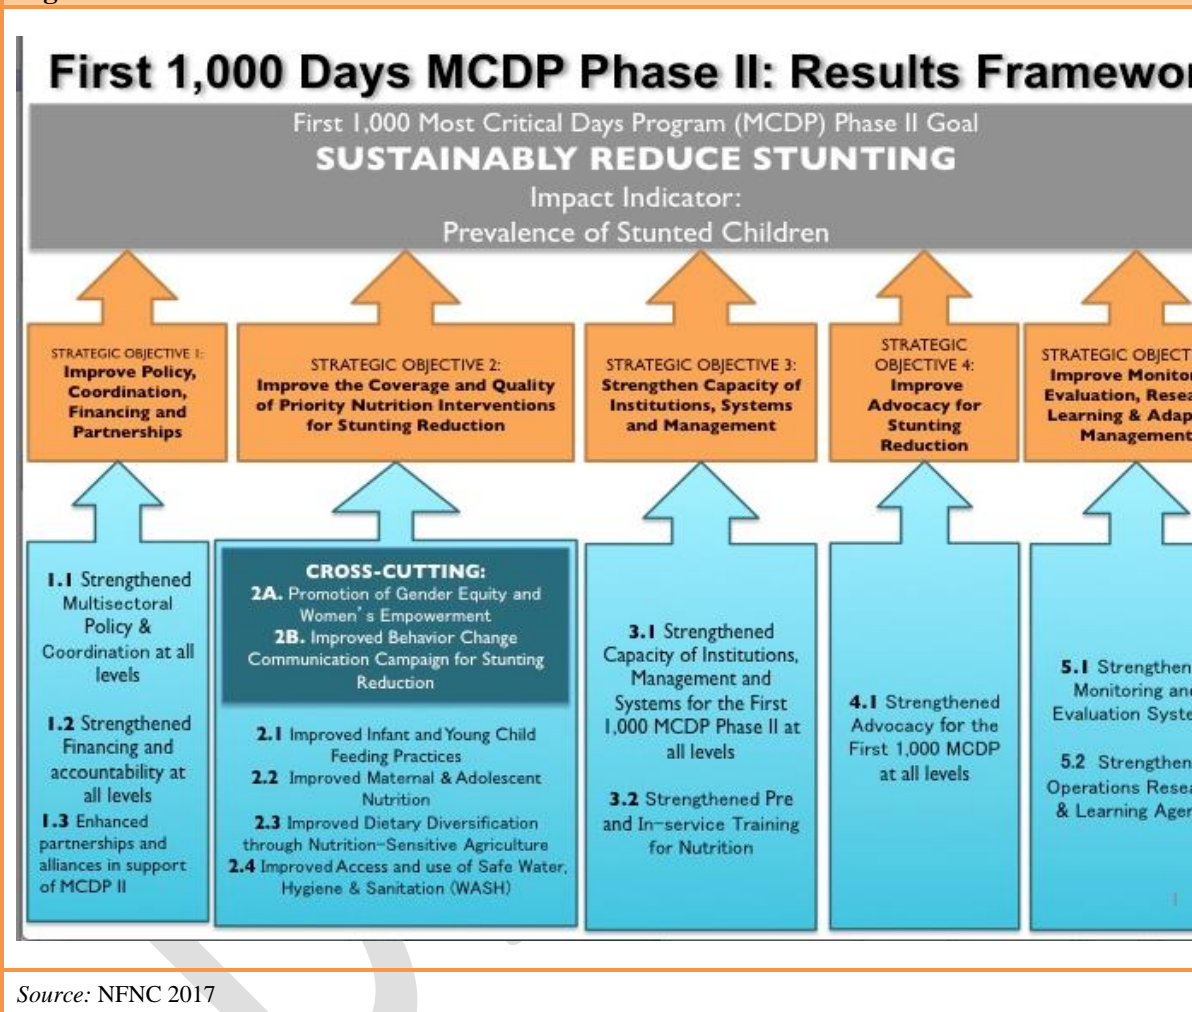 First 1,000 Days MCDP Phase II: Results
First 1,000 Most Critical Days Program (MCDP) Phase II Goal
SUSTAINABLY REDUCE STUNTING
Impact Indicator:
Prevalence of Stunted Children
STRATEGIC OBJECTIVE 1:
Improve Policy,
Coordination,
Financing and
Partnerships
STRATEGIC OBJECTIVE 2:
Improve the Coverage and Quality
of Priority Nutrition Interventions
for Stunting Reduction
STRATEGIC OBJECTIVE 3:
Strengthen Capacity of
Institutions, Systems
and Management
STRATEGIC
OBJECTIVE 4:
Improve
Advocacy for
Stunting
Reduction
STRATEGIC
Improve
Evaluation,
Learning &
Management
1.1 Strengthened
Multisectoral
Policy &
Coordination at all
levels
1.2 Strengthened
Financing and
accountability at
all levels
1.3 Enhanced
partnerships and
alliances in support
of MCDP II
CROSS-CUTTING:
2A. Promotion of Gender Equity and
Women's Empowerment
2B. Improved Behavior Change
Communication Campaign for Stunting
Reduction
2.1 Improved Infant and Young Child
Feeding Practices
2.2 Improved Maternal & Adolescent
Nutrition
2.3 Improved Dietary Diversification
through Nutrition-Sensitive Agriculture
2.4 Improved Access and use of Safe Water,
Hygiene & Sanitation (WASH)
3.1 Strengthened
Capacity of Institutions,
Management and
Systems for the First
1,000 MCDP Phase II at
all levels
3.2 Strengthened Pre
and In-service Training
for Nutrition
4.1 Strengthened
Advocacy for the
First 1,000 MCDP
at all levels
5.1
Monitoring
Evaluation
5.2
Operations
& Learning
Source: NFNC 2017